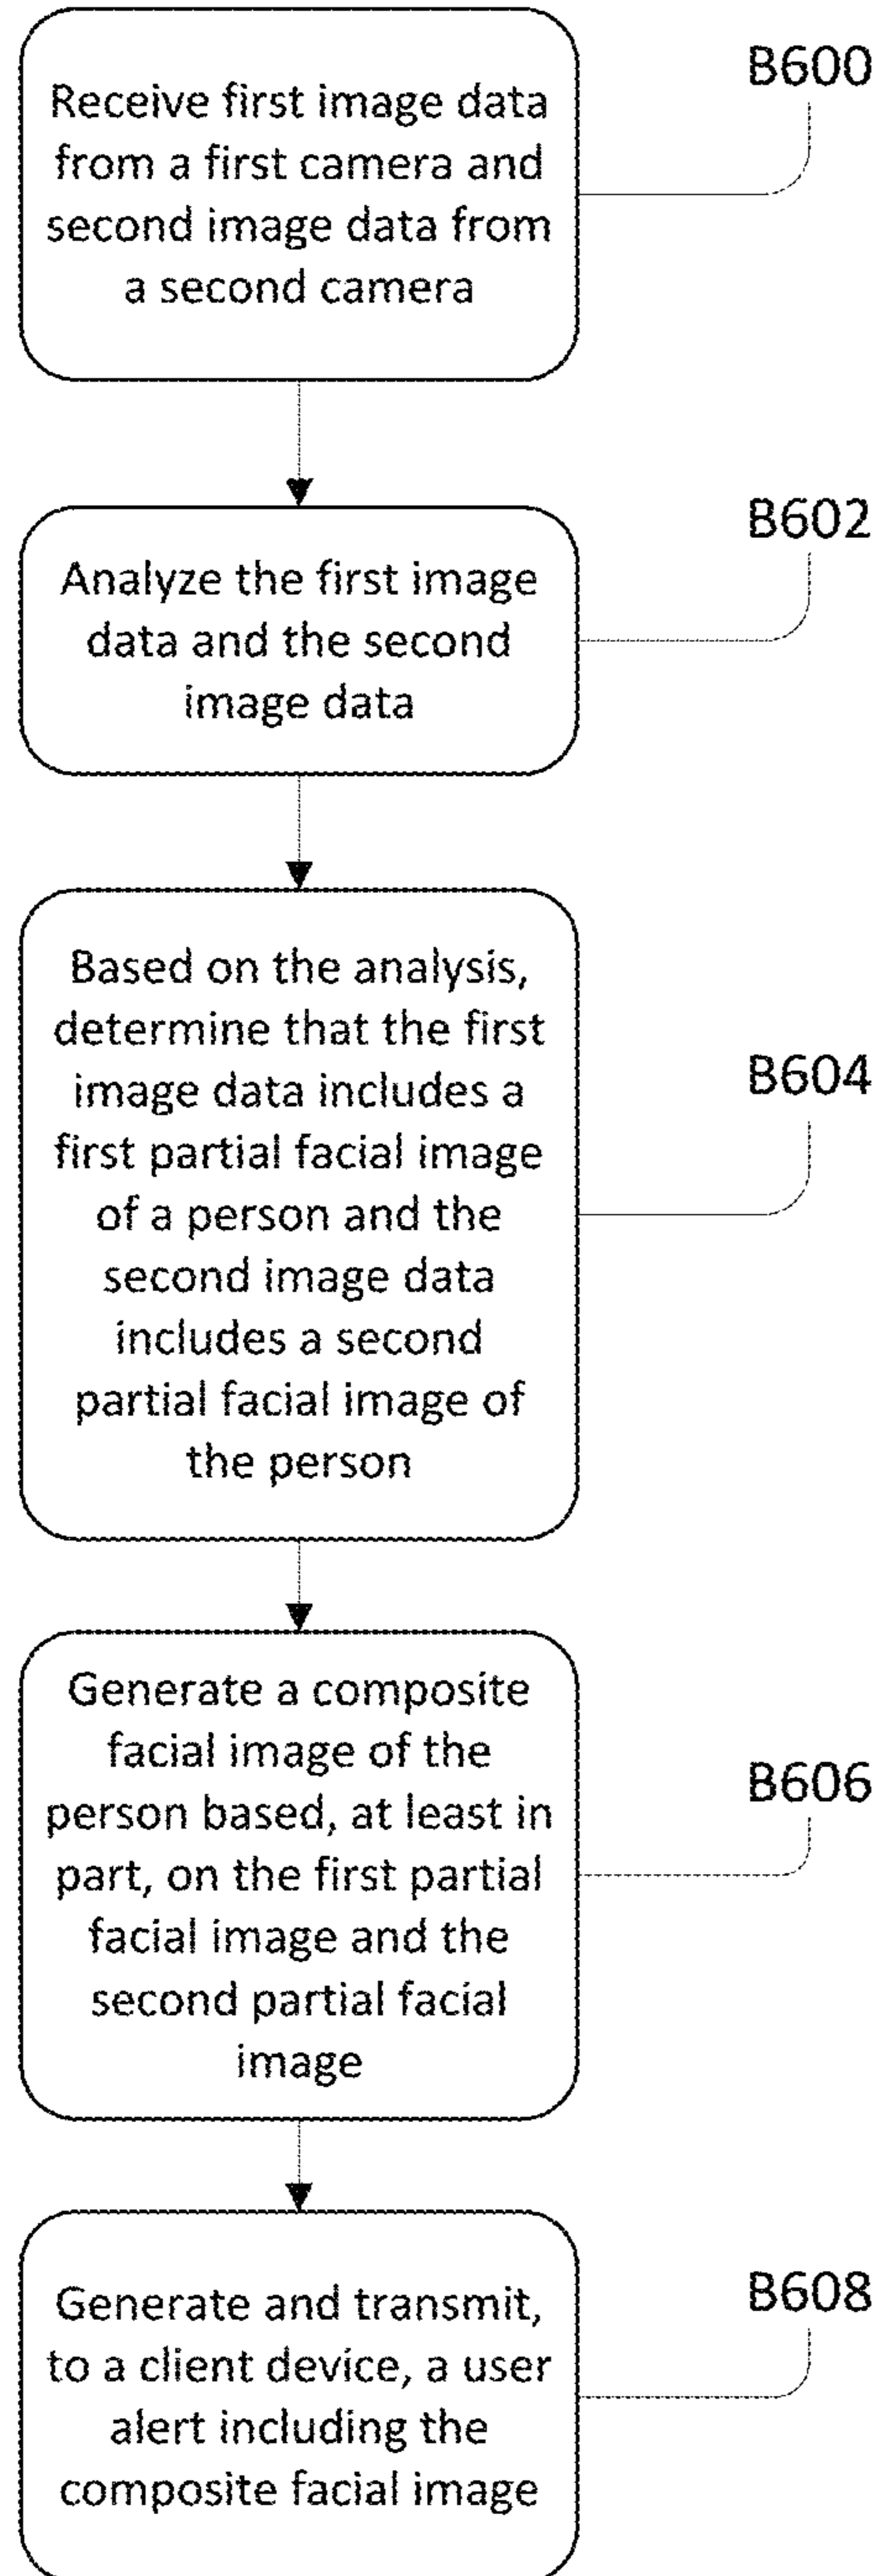 Receive first image data
from a first camera and
second image data from
a second camera
B600
Analyze the first image
data and the second
image data
B602
Based on the analysis,
determine that the first
image data includes a
first partial facial image
of a person and the
second image data
includes a second
partial facial image of
the person
B604
Generate a composite
facial image of the
person based, at least in
part, on the first partial
facial image and the
second partial facial
image
B606
Generate and transmit,
to a client device, a user
alert including the
composite facial image
B608